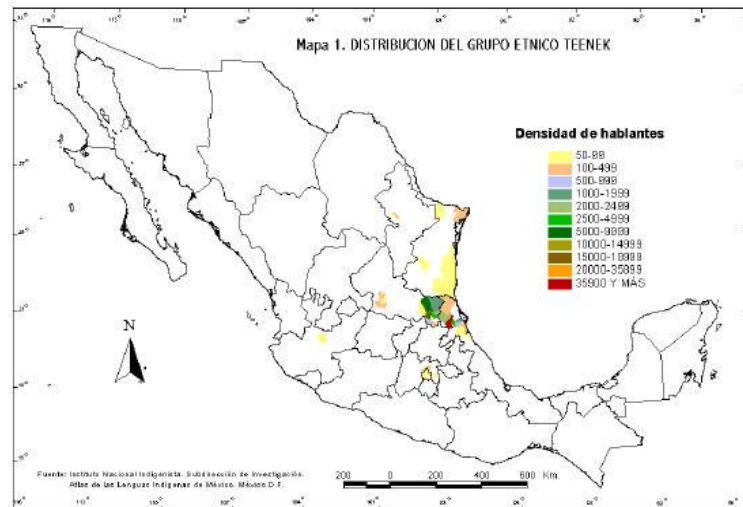 Mapa 1. DISTRIBUCION DEL GRUPO ETNICO TEENEK
Densidad de hablantes
50-99
100-499
500-999
1000-1999
2000-2499
2500-4999
5000-9999
10000-14999
15000-19999
20000-35899
35900 Y MÁS
N
Fuente: Instituto Nacional Indigenista. Subdirección de Investigación.
Atlas de las Lenguas Indígenas de México. México D.F.
200 0 200 400 600 Km